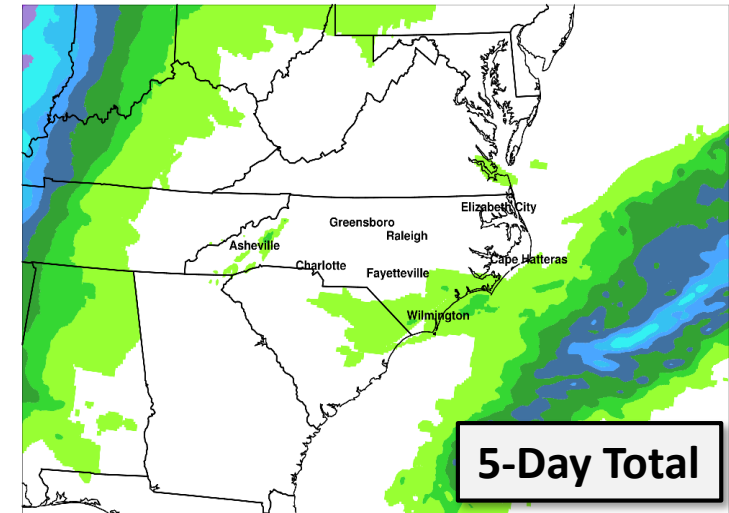 Elizabeth City
Greensboro
Raleigh
Asheville
Cape Hatteras
Charlotte
Fayetteville
Wilmington
5-Day Total